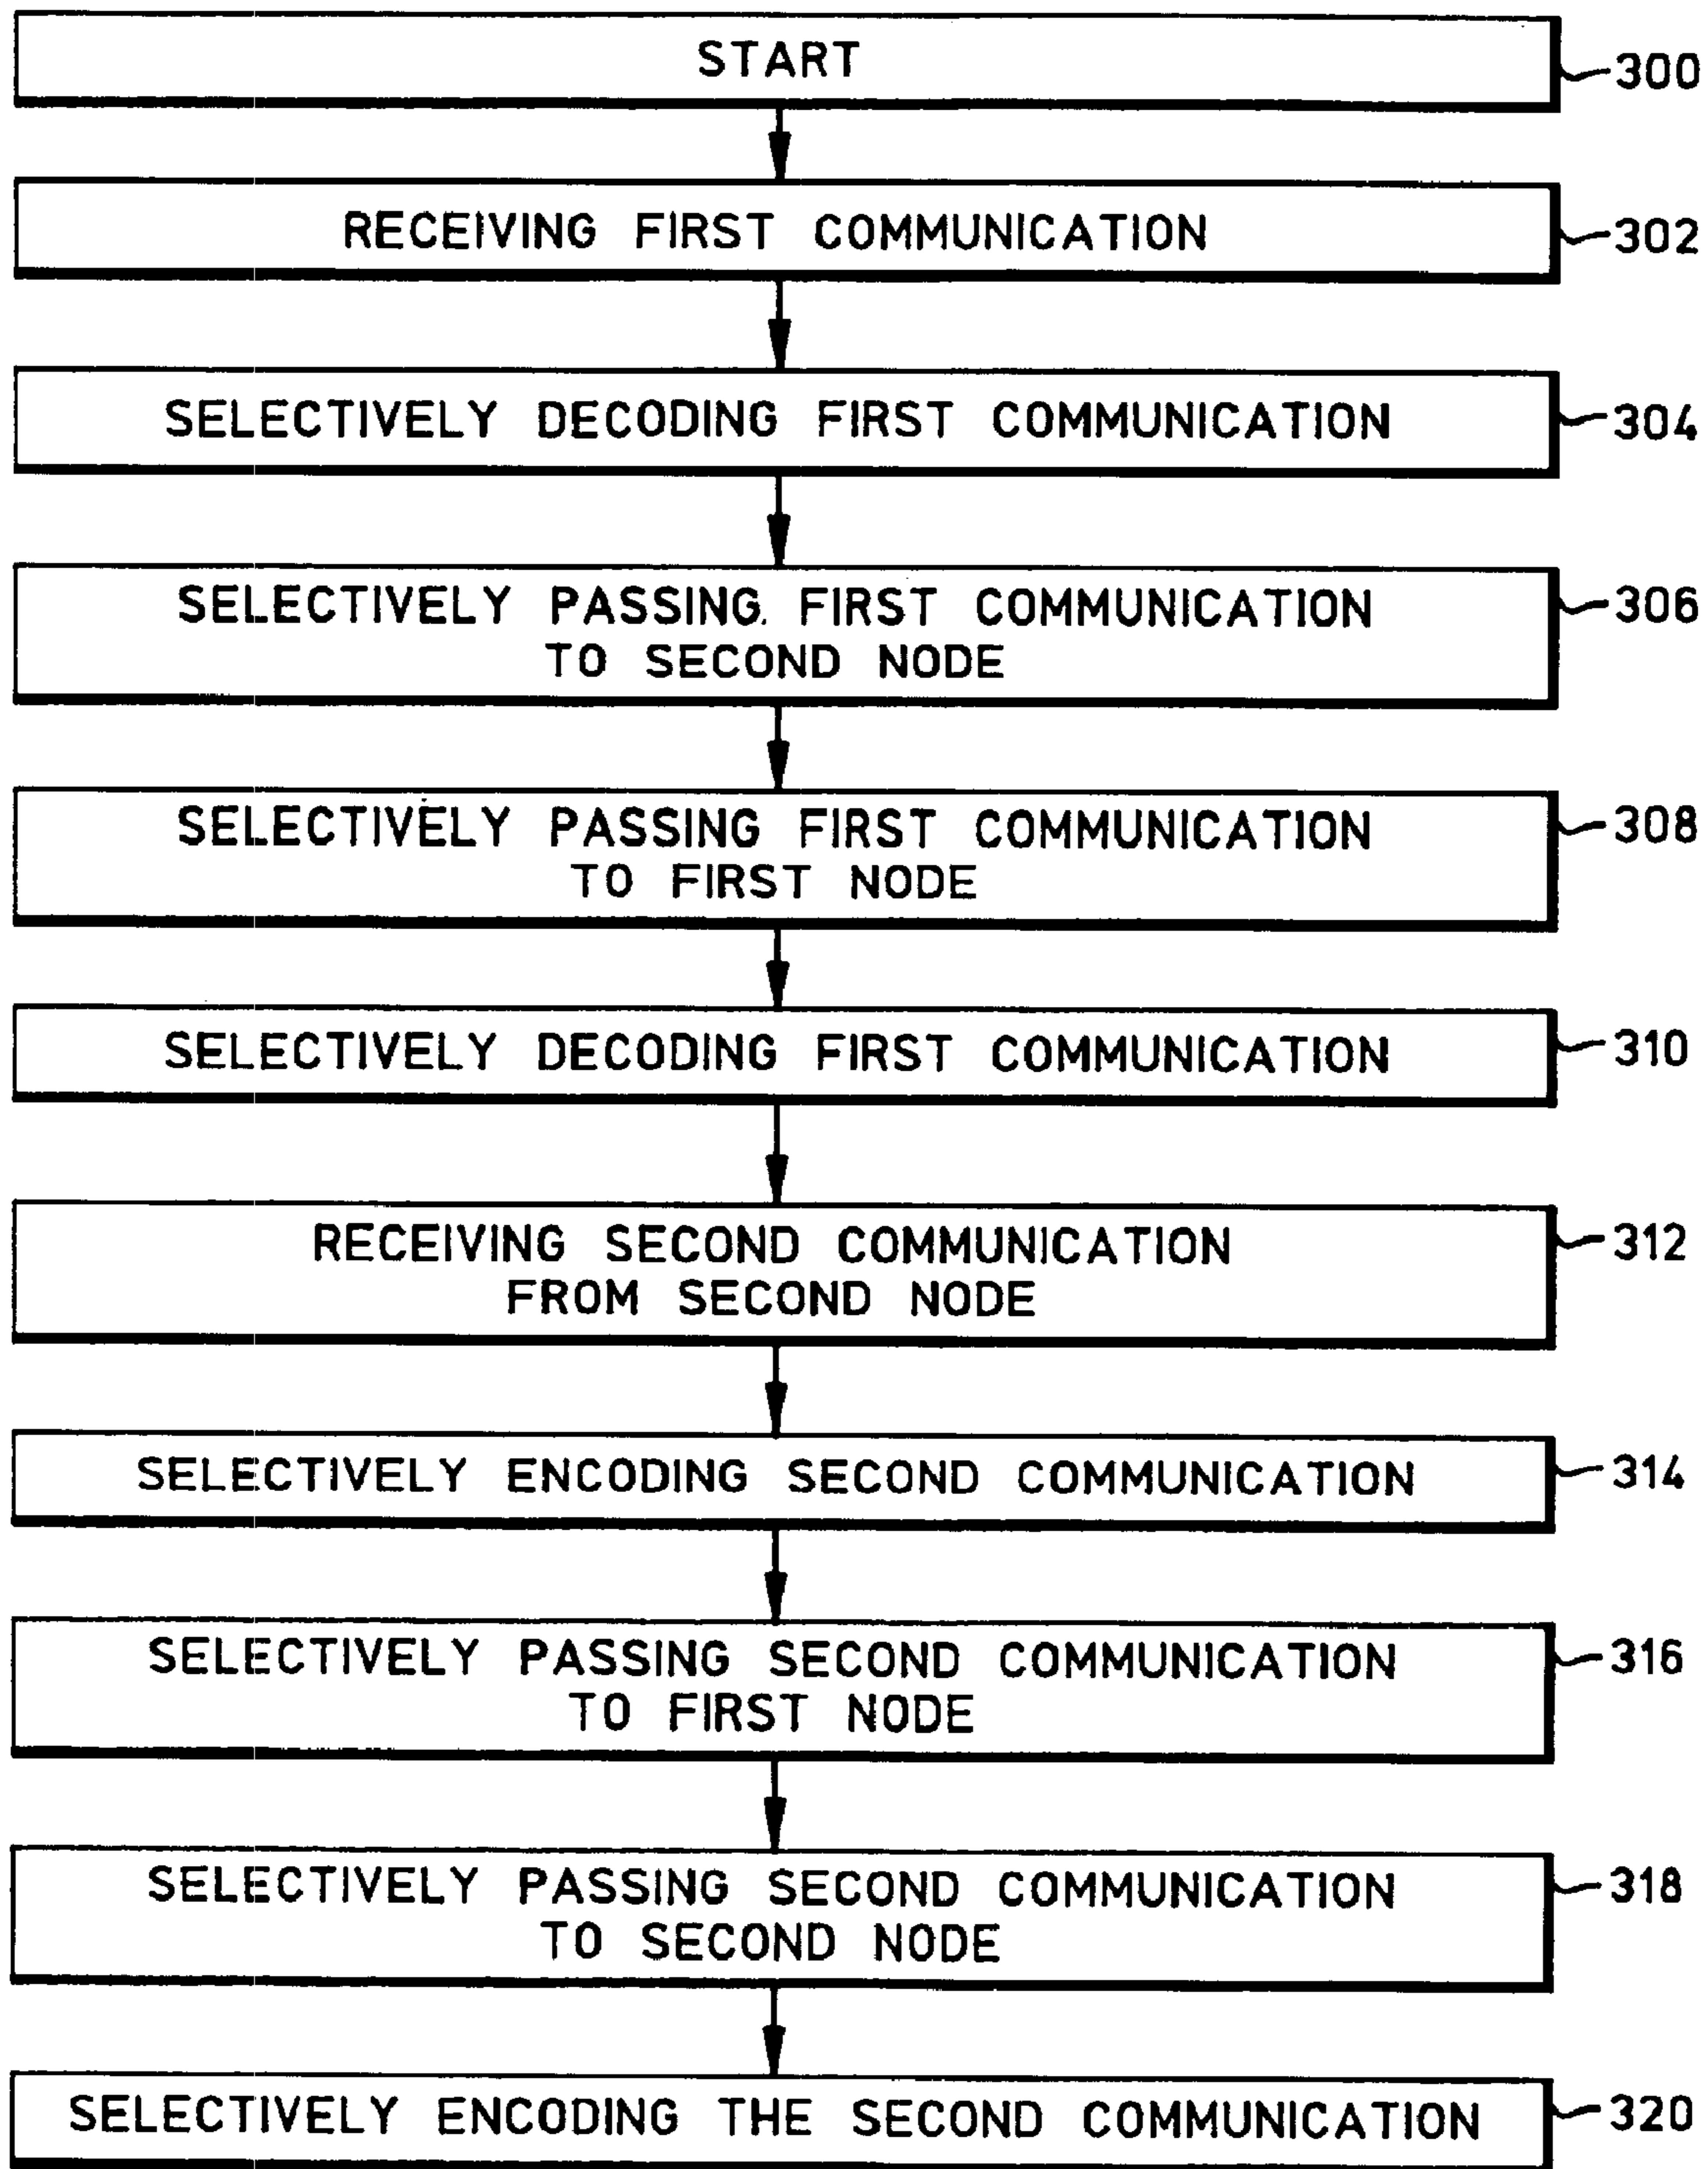 START
300
RECEIVING FIRST COMMUNICATION
302
SELECTIVELY DECODING FIRST COMMUNICATION
304
SELECTIVELY PASSING FIRST COMMUNICATION
TO SECOND NODE
306
SELECTIVELY PASSING FIRST COMMUNICATION
TO FIRST NODE
308
SELECTIVELY DECODING FIRST COMMUNICATION
310
RECEIVING SECOND COMMUNICATION
FROM SECOND NODE
312
SELECTIVELY ENCODING SECOND COMMUNICATION
314
SELECTIVELY PASSING SECOND COMMUNICATION
TO FIRST NODE
316
SELECTIVELY PASSING SECOND COMMUNICATION
TO SECOND NODE
318
SELECTIVELY ENCODING THE SECOND COMMUNICATION
320